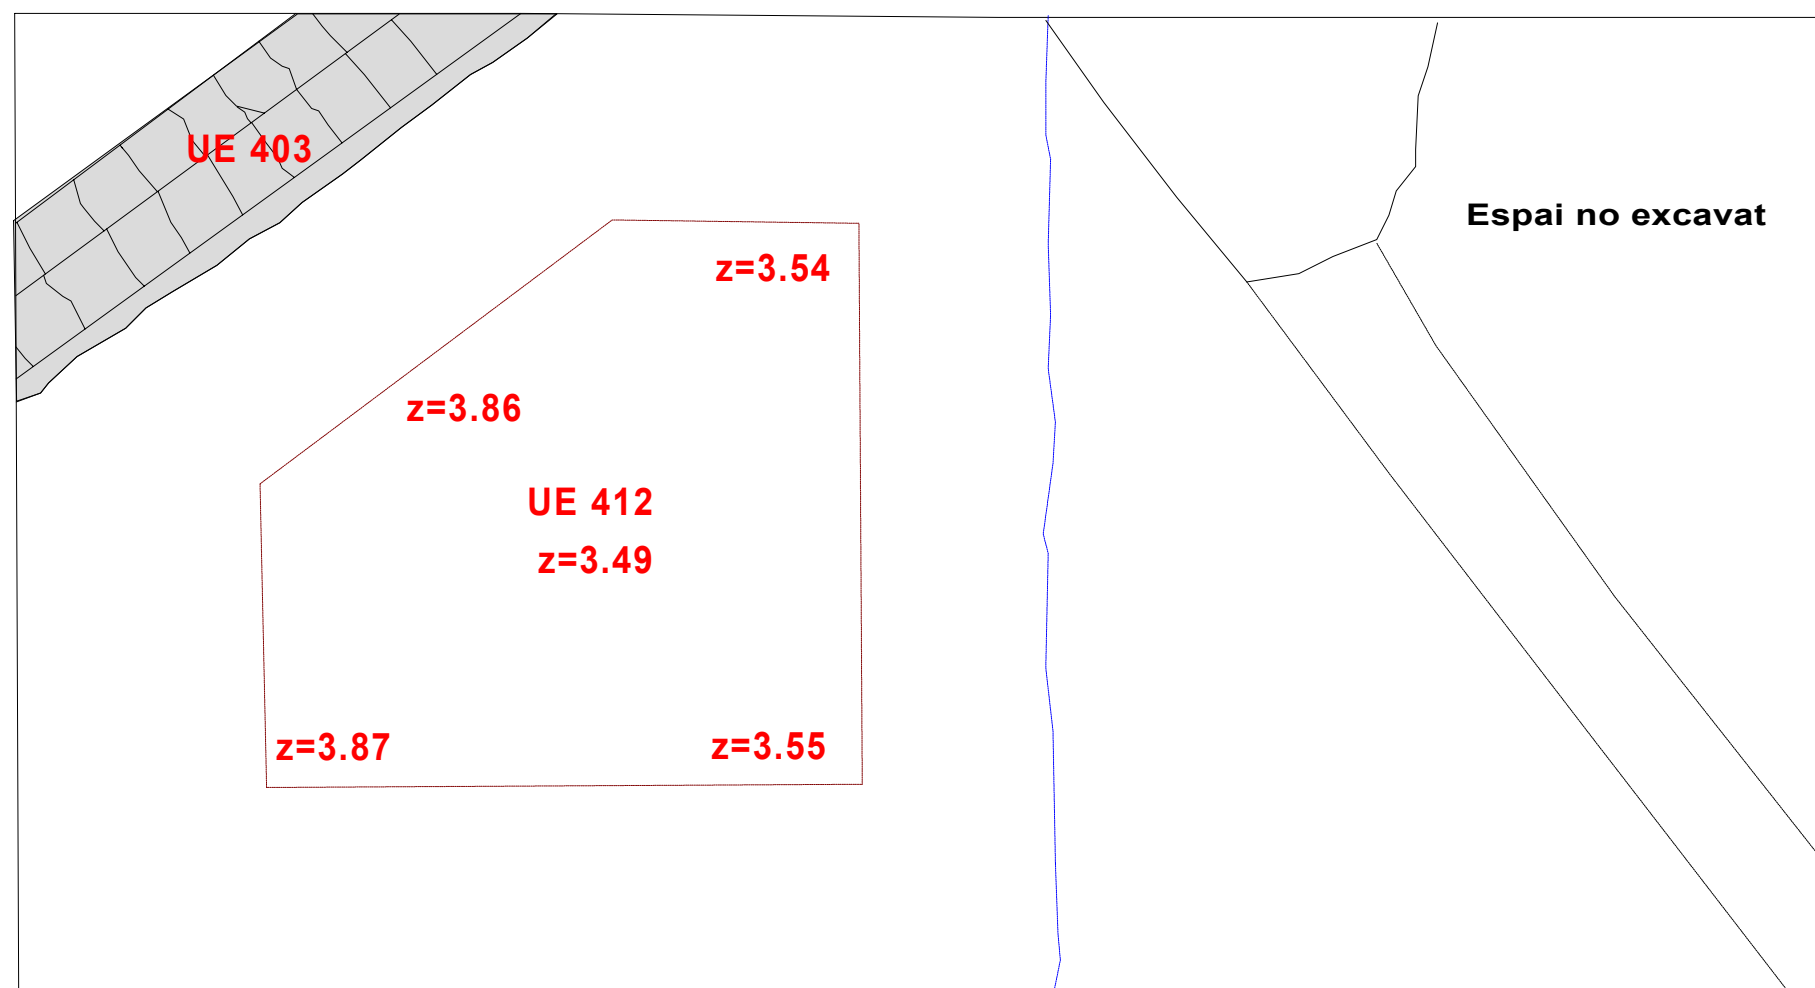 UE 403
Espai no excavat
z=3.54
z=3.86
UE 412
z=3.49
z=3.87
z=3.55